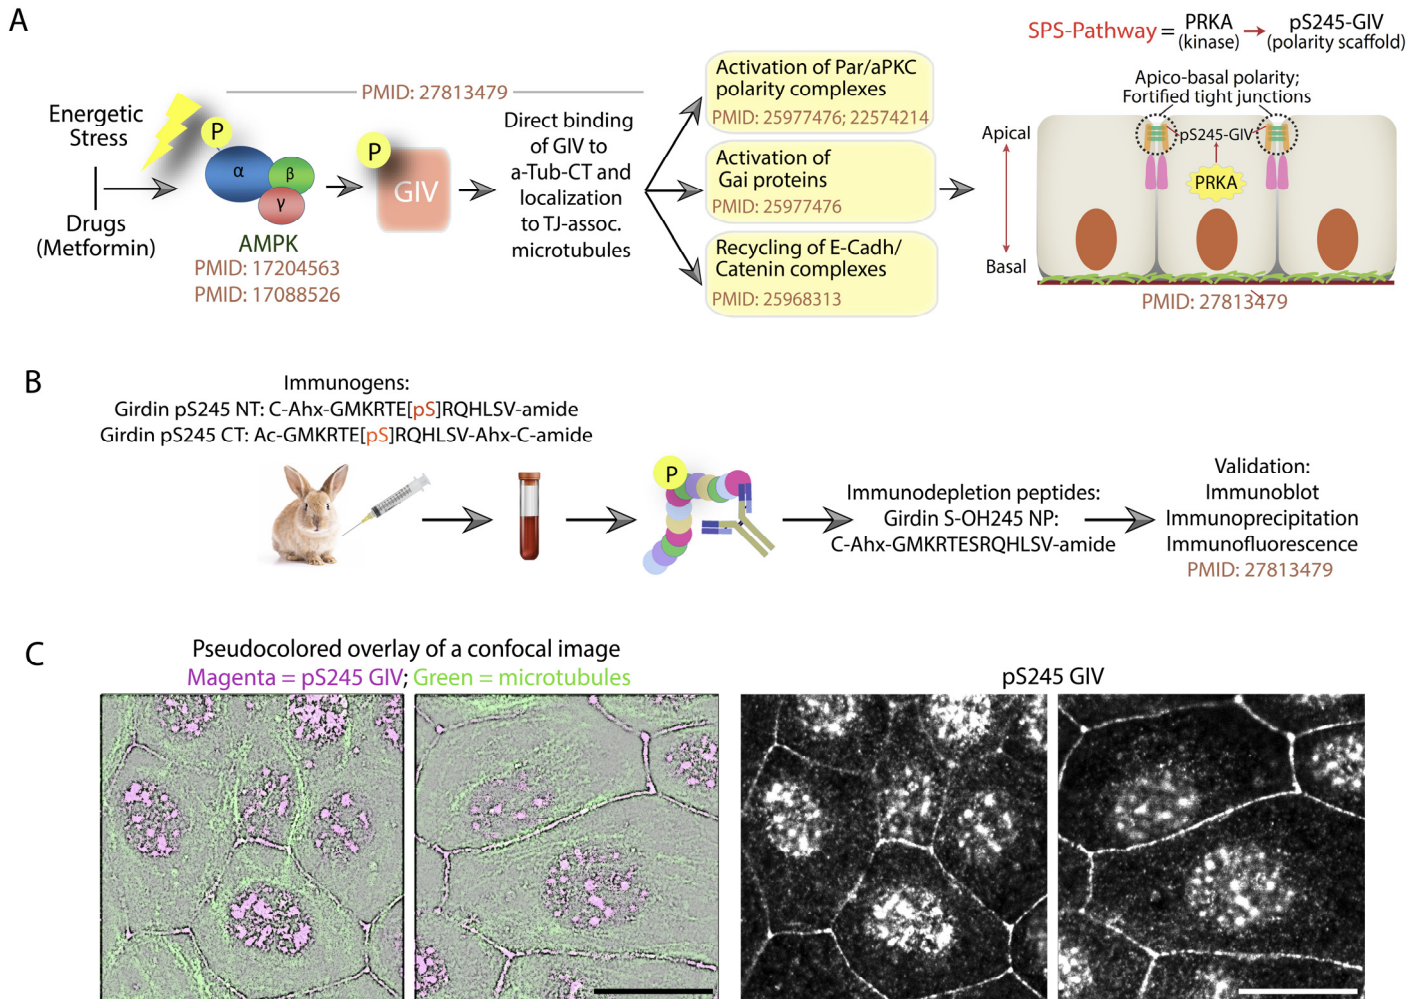 A
SPS-Pathway = PRKA (kinase) → pS245-GIV (polarity scaffold)
Energetic
Stress
Drugs
(Metformin)
P
α
β
γ
AMPK
PMID: 17204563
PMID: 17088526
PMID: 27813479
P
GIV
Direct binding
of GIV to
a-Tub-CT and
localization
to TJ-assoc.
microtubules
Activation of Par/aPKC
polarity complexes
PMID: 25977476; 22574214
Activation of
Gai proteins
PMID: 25977476
Recycling of E-Cadh/
Catenin complexes
PMID: 25968313
Apico-basal polarity;
Fortified tight junctions
Apical
pS245-GIV
PRKA
Basal
PMID: 27813479
B
Immunogens:
Girdin pS245 NT: C-Ahx-GMKRTE[pS]RQHLSV-amide
Girdin pS245 CT: Ac-GMKRTE[pS]RQHLSV-Ahx-C-amide
P
Immunodepletion peptides:
Girdin S-OH245 NP:
C-Ahx-GMKRTESRQHLSV-amide
Validation:
Immunoblot
Immunoprecipitation
Immunofluorescence
PMID: 27813479
C
Pseudocolored overlay of a confocal image
Magenta = pS245 GIV; Green = microtubules
pS245 GIV